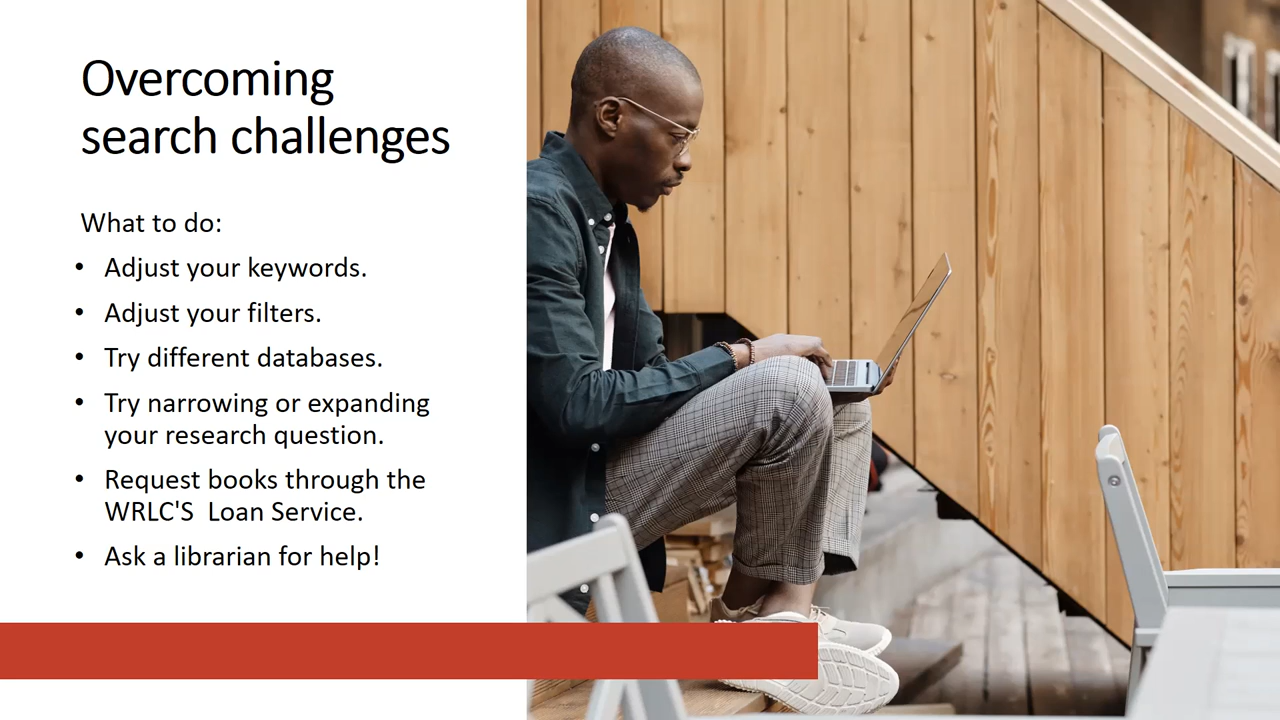 Overcoming
search challenges
What to do:
• Adjust your keywords.
• Adjust your filters.
• Try different databases.
• Try narrowing or expanding
your research question.
• Request books through the
WRLC'S  Loan Service.
• Ask a librarian for help!